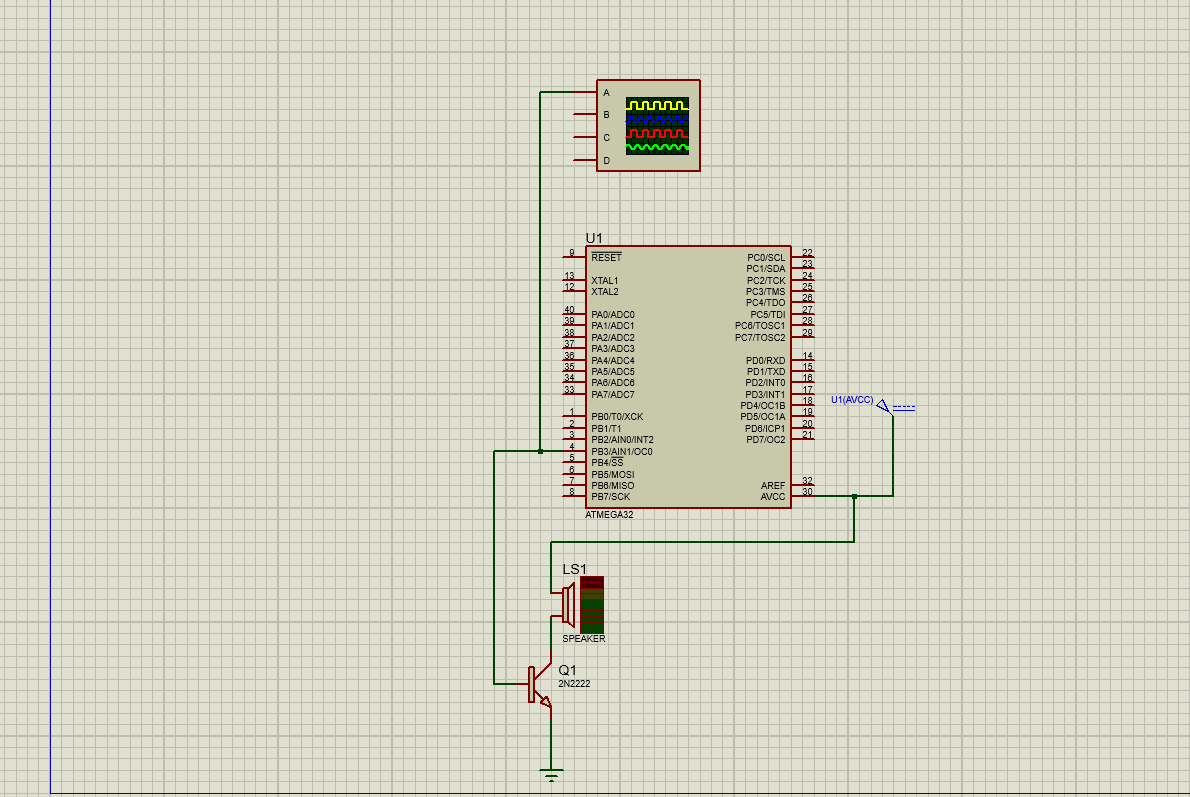 A
B
C
D
U1
9 RESET PC0/SCL 22
PC1/SDA 23
13 XTAL1 PC2/TCK 24
12 XTAL2 PC3/TMS 25
PC4/TDO 26
40 PA0/ADC0 PC5/TDI 27
39 PA1/ADC1 PC6/TOSC1 28
38 PA2/ADC2 PC7/TOSC2 29
37 PA3/ADC3
36 PA4/ADC4 PD0/RXD 14
35 PA5/ADC5 PD1/TXD 15
34 PA6/ADC6 PD2/INT0 16
33 PA7/ADC7 PD3/INT1 17
PD4/OC1B 18
1 PB0/T0/XCK PD5/OC1A 19
2 PB1/T1 PD6/ICP1 20
3 PB2/AIN0/INT2 PD7/OC2 21
4 PB3/AIN1/OC0
5 PB4/SS
6 PB5/MOSI
7 PB6/MISO AREF 32
8 PB7/SCK AVCC 30
ATMEGA32
U1(AVCC)
LS1
SPEAKER
Q1
2N2222